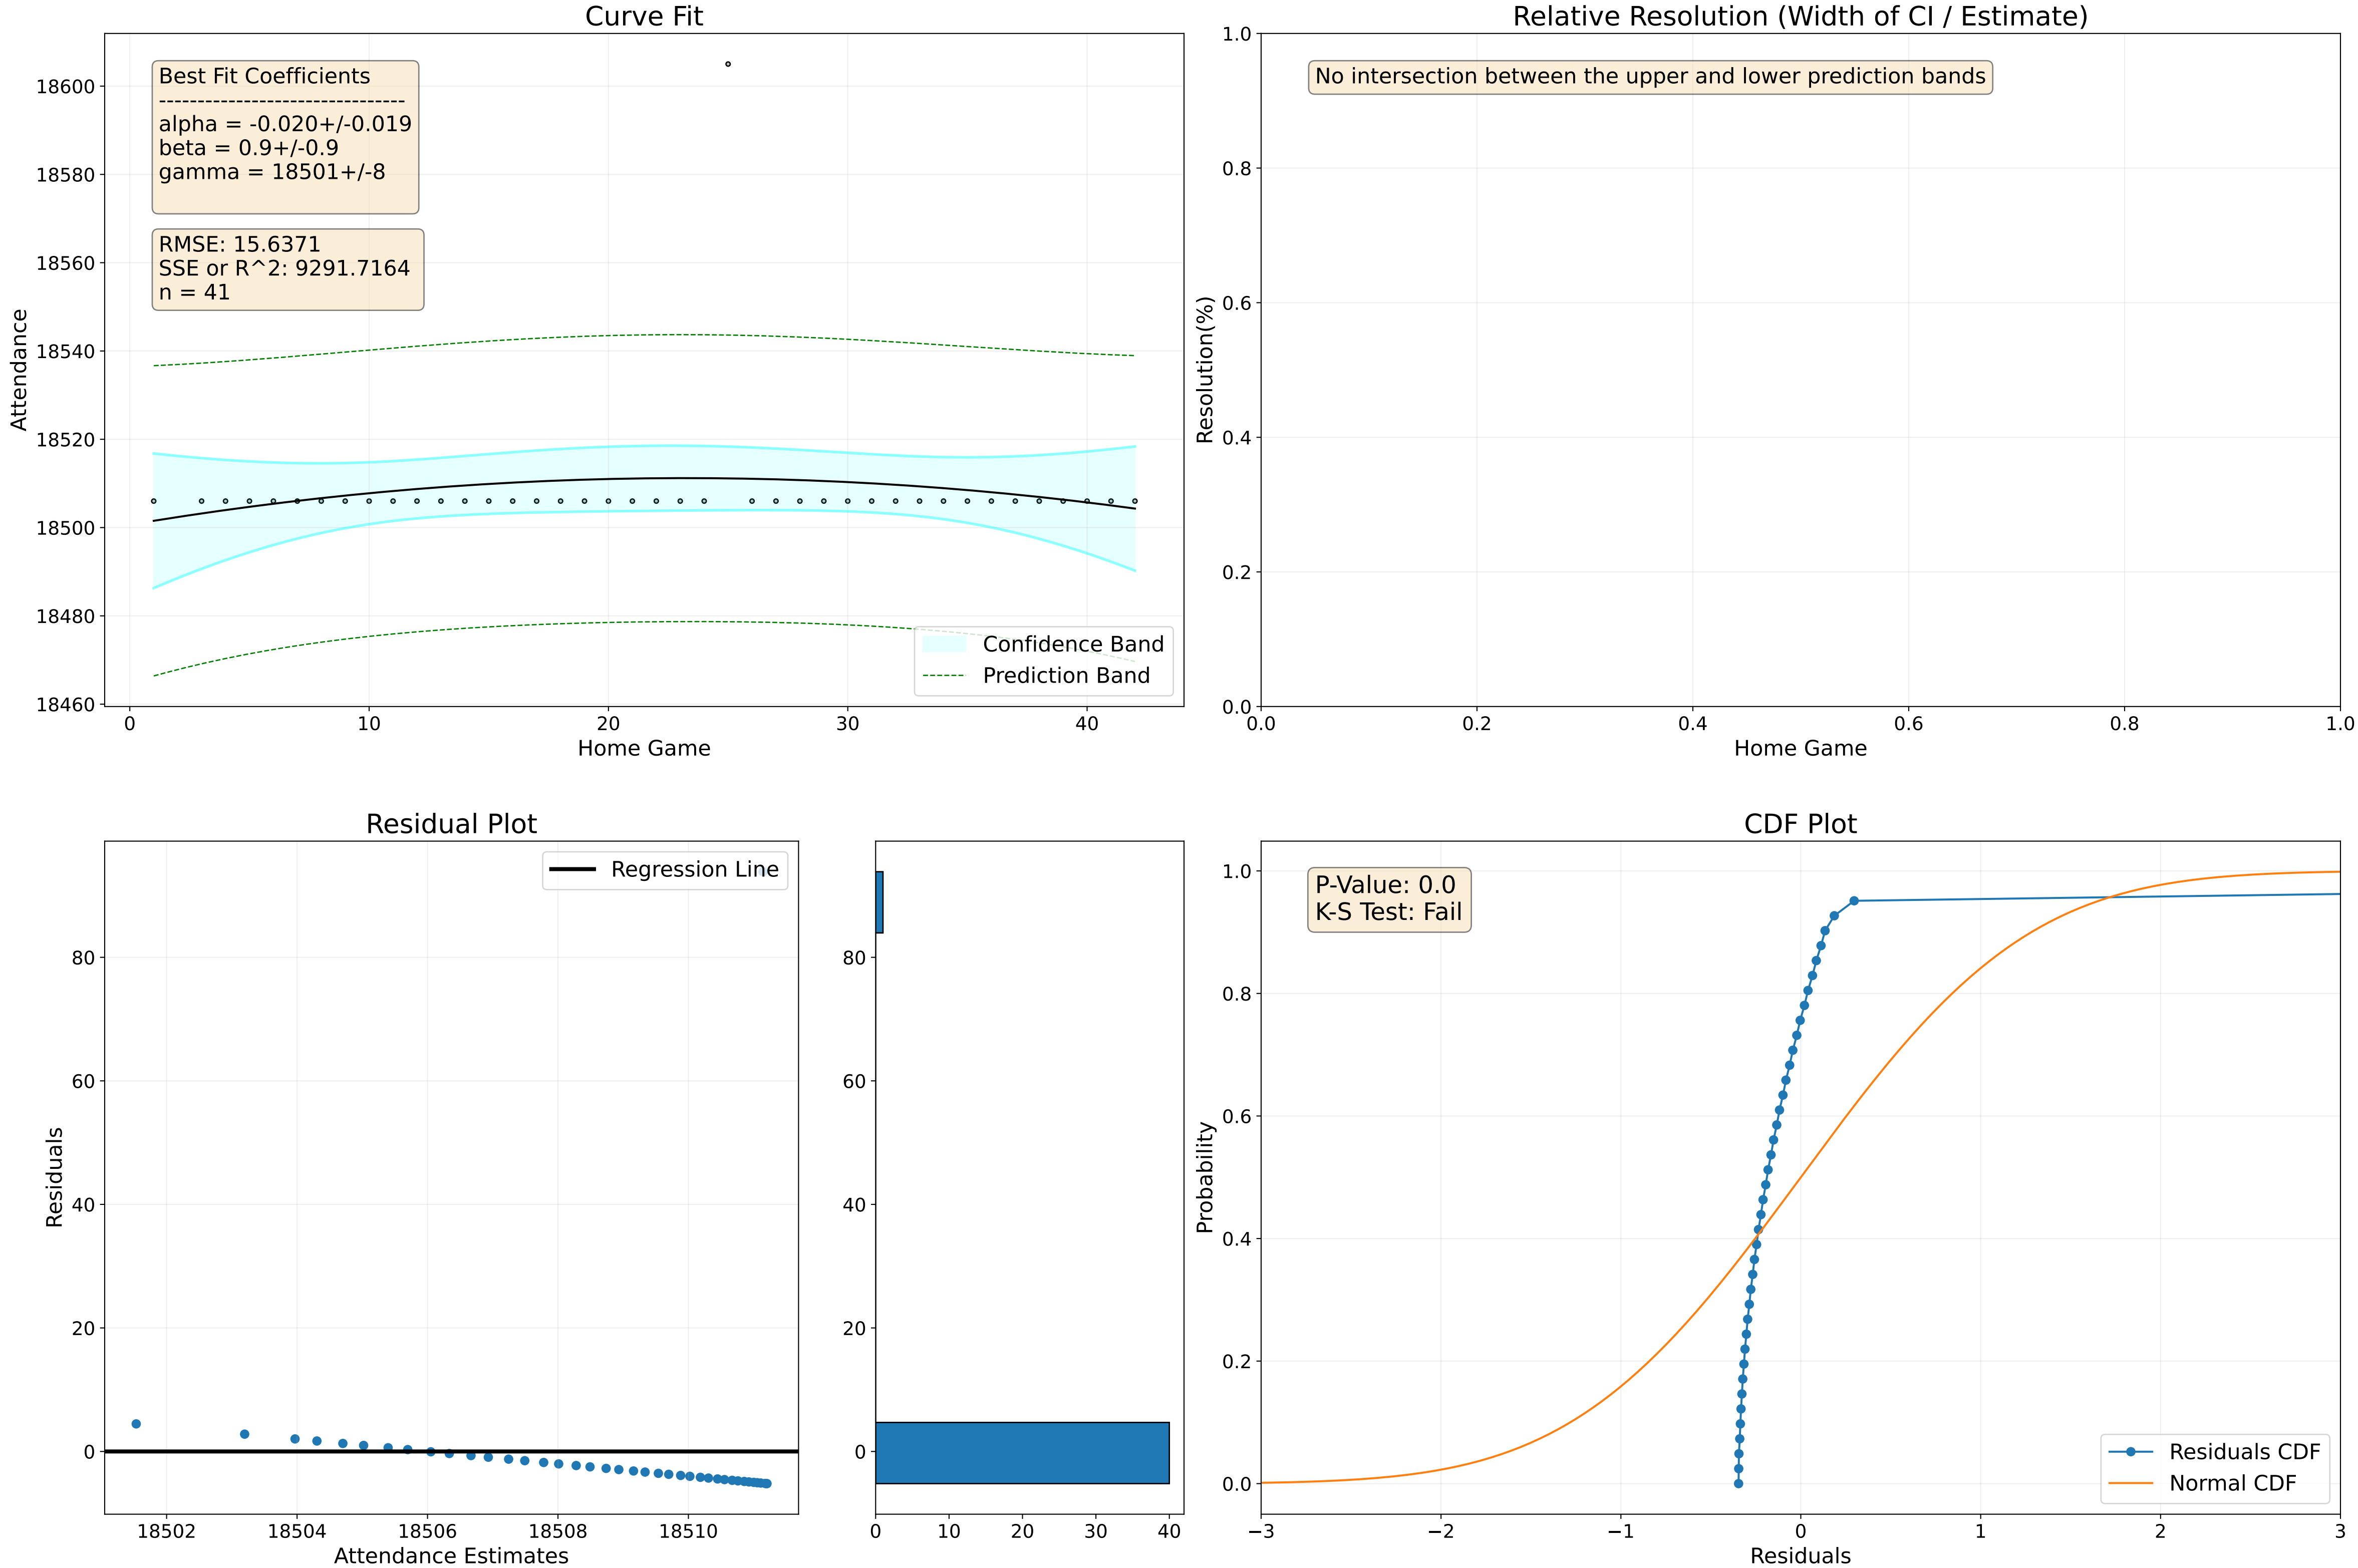 Curve Fit
18600
18580
18560
18540
18520
18500
18480
18460
Attendance
Best Fit Coefficients
------------------------------
alpha = -0.020+/-0.019
beta = 0.9+/-0.9
gamma = 18501+/-8
RMSE: 15.6371
SSE or R^2: 9291.7164
n = 41
Confidence Band
Prediction Band
0 10 20 30 40
Home Game
Relative Resolution (Width of CI / Estimate)
1.0
0.8
0.6
0.4
0.2
0.0
Resolution(%)
No intersection between the upper and lower prediction bands
0.0 0.2 0.4 0.6 0.8 1.0
Home Game
Residual Plot
80
60
40
20
0
Residuals
Regression Line
18502 18504 18506 18508 18510
Attendance Estimates
80
60
40
20
0
0 10 20 30 40
CDF Plot
1.0
0.8
0.6
0.4
0.2
0.0
Probability
P-Value: 0.0
K-S Test: Fail
Residuals CDF
Normal CDF
−3 −2 −1 0 1 2 3
Residuals